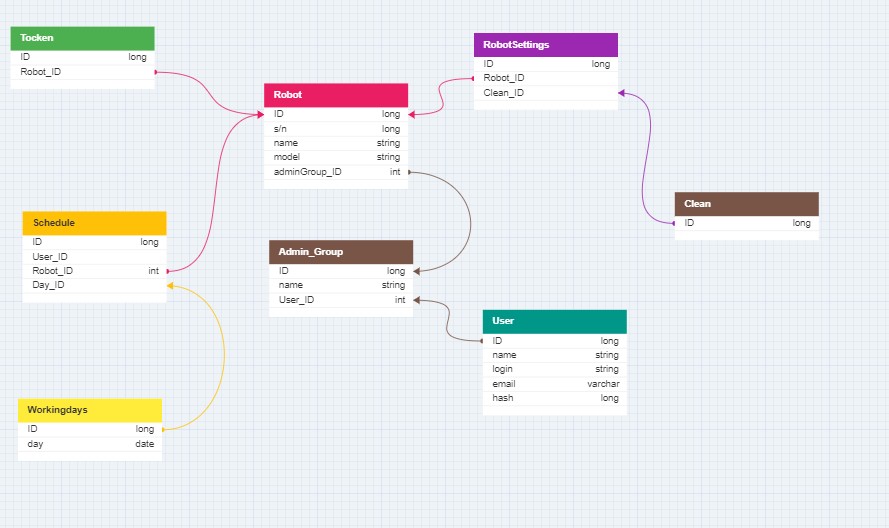 Tocken
ID long
Robot_ID
RobotSettings
ID long
Robot_ID
Clean_ID
Robot
ID long
s/n long
name string
model string
adminGroup_ID int
Clean
ID long
Schedule
ID long
User_ID
Robot_ID int
Day_ID
Admin_Group
ID long
name string
User_ID int
User
ID long
name string
login string
email varchar
hash long
Workingdays
ID long
day date